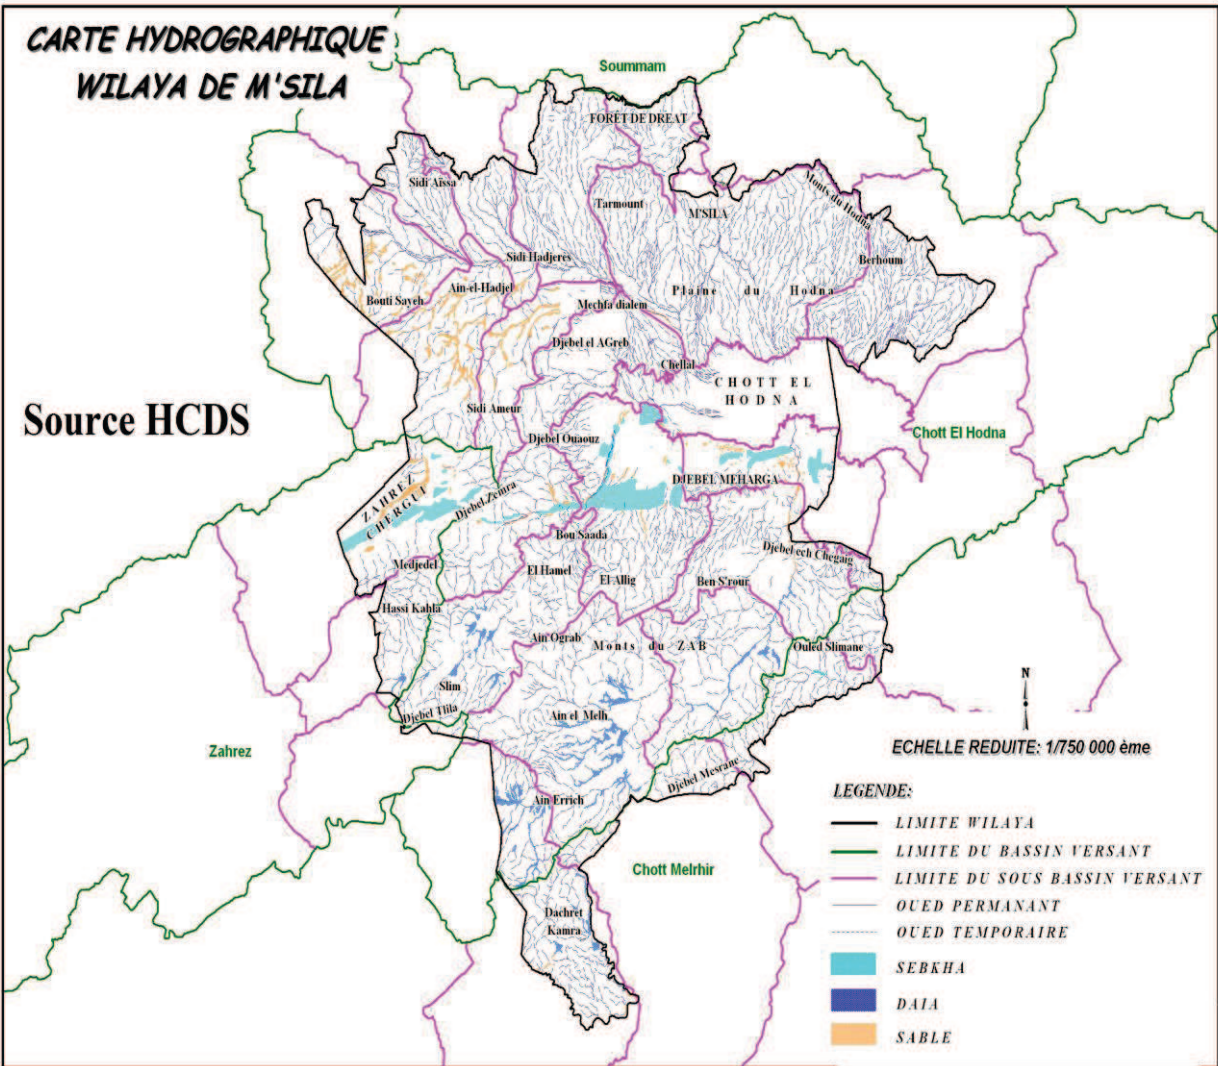 CARTE HYDROGRAPHIQUE
WILAYA DE M'SILA
Soummam
FORET DE DREAT
Sidi Aissa
Monts du Hodna
Tarmount
M'SILA
Sidi Hadjeres
Berhoum
Ain-el-Hadjel
Plaine du Hodna
Bouti Sayeh
Mechfa dialem
Djebel el AGreb
Chellal
CHOTT EL
HODNA
Source HCDS
Sidi Ameur
Djebel Ouaouz
Chott El Hodna
DJEBEL MEHARGA
ZAHREZ
CHERGUI
Djebel Zemra
Bou Saada
Djebel ech Chegaig
Medjedel
El Hamel
El Allig
Ben S'rour
Hassi Kahla
Ain Ograb
Monts du ZAB
Ouled Slimane
Slim
N
Djebel Tlila
Ain el Melh
Zahrez
ECHELLE REDUITE: 1/750 000 ème
Djebel Mesrane
Ain Errich
LEGENDE:
LIMITE WILAYA
LIMITE DU BASSIN VERSANT
Chott Melrhir
LIMITE DU SOUS BASSIN VERSANT
OUED PERMANANT
Dachret
Kamra
OUED TEMPORAIRE
SEBKHA
DAIA
SABLE